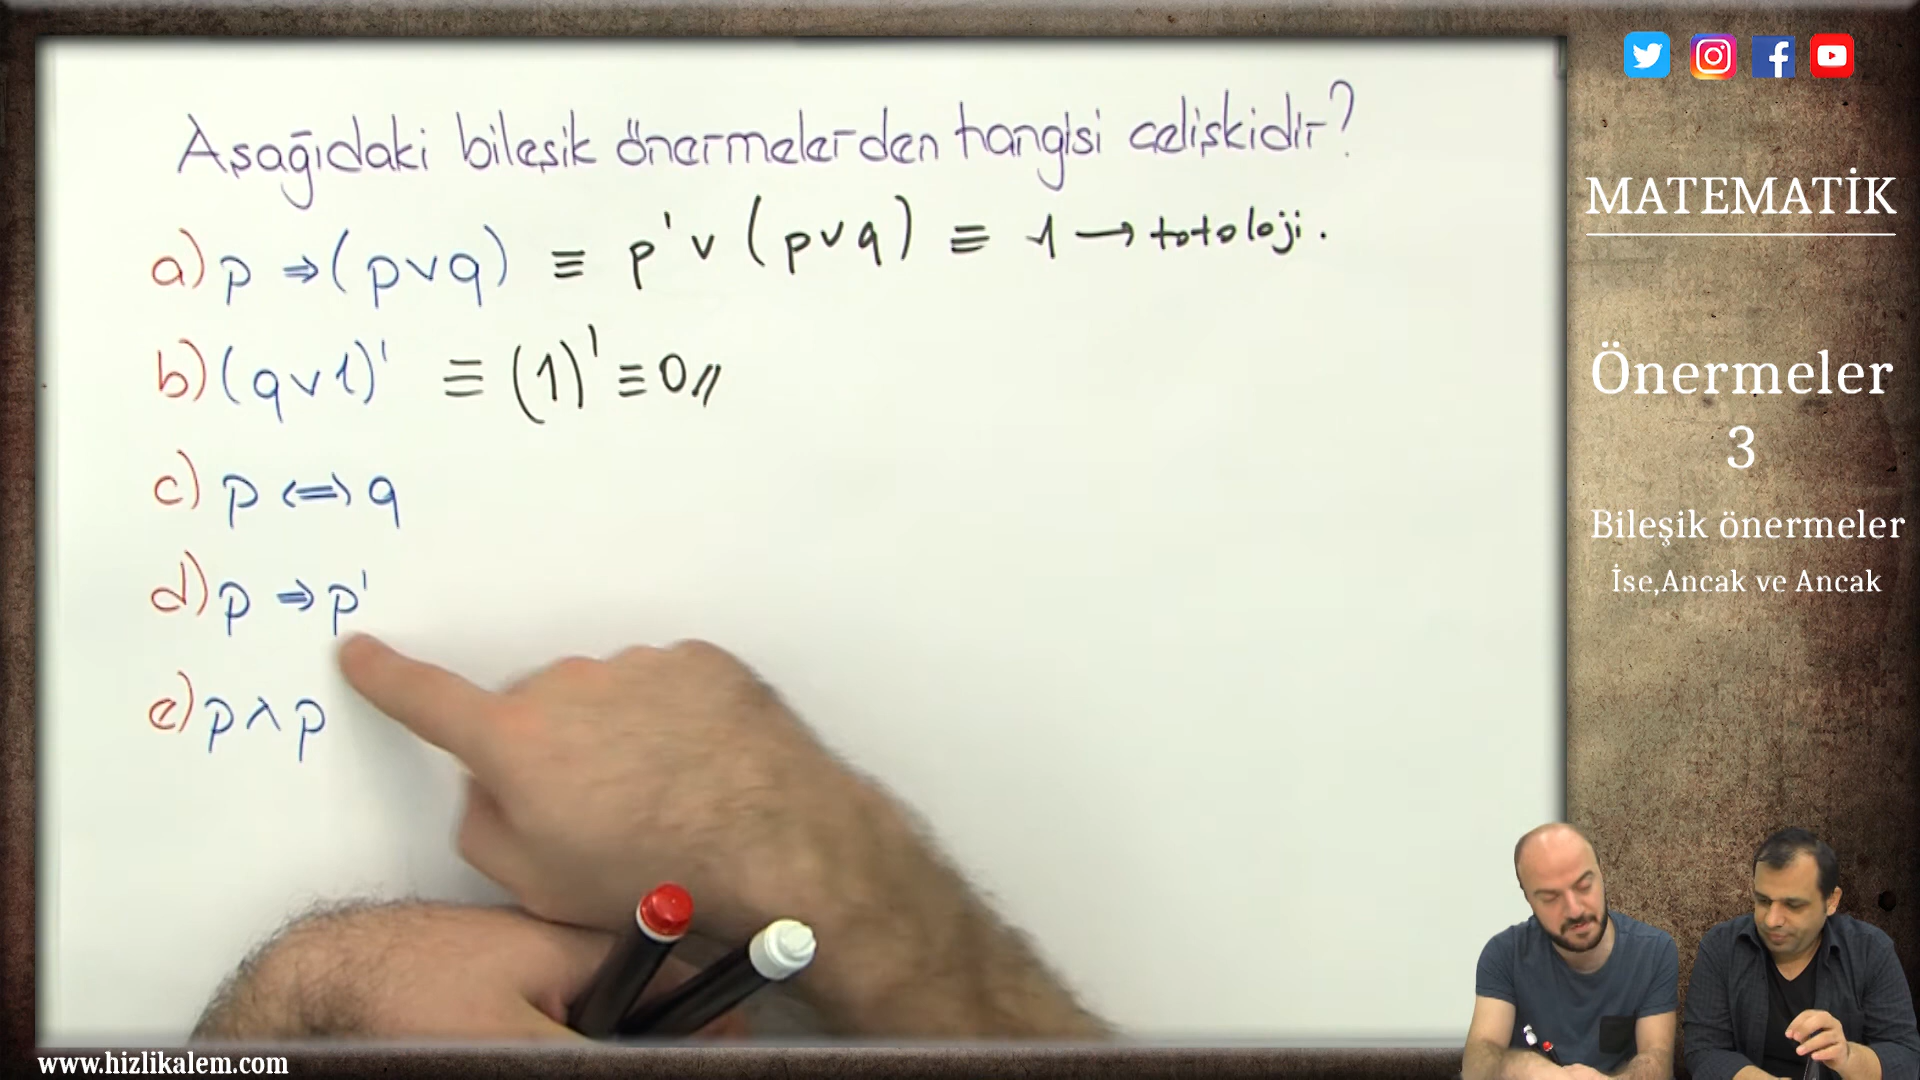 Aşağıdaki bileşik önermelerden hangisi çelişkidir?
a) p ⇒ (p ∨ q) ≡ p' ∨ (p ∨ q) ≡ 1 → totoloji.
b) (q ∨ 1)' ≡ (1)' ≡ 0 //
c) p ⇔ q
d) p ⇒ p'
e) p ∧ p
MATEMATİK
Önermeler
3
Bileşik önermeler
İse,Ancak ve Ancak
www.hizlikalem.com